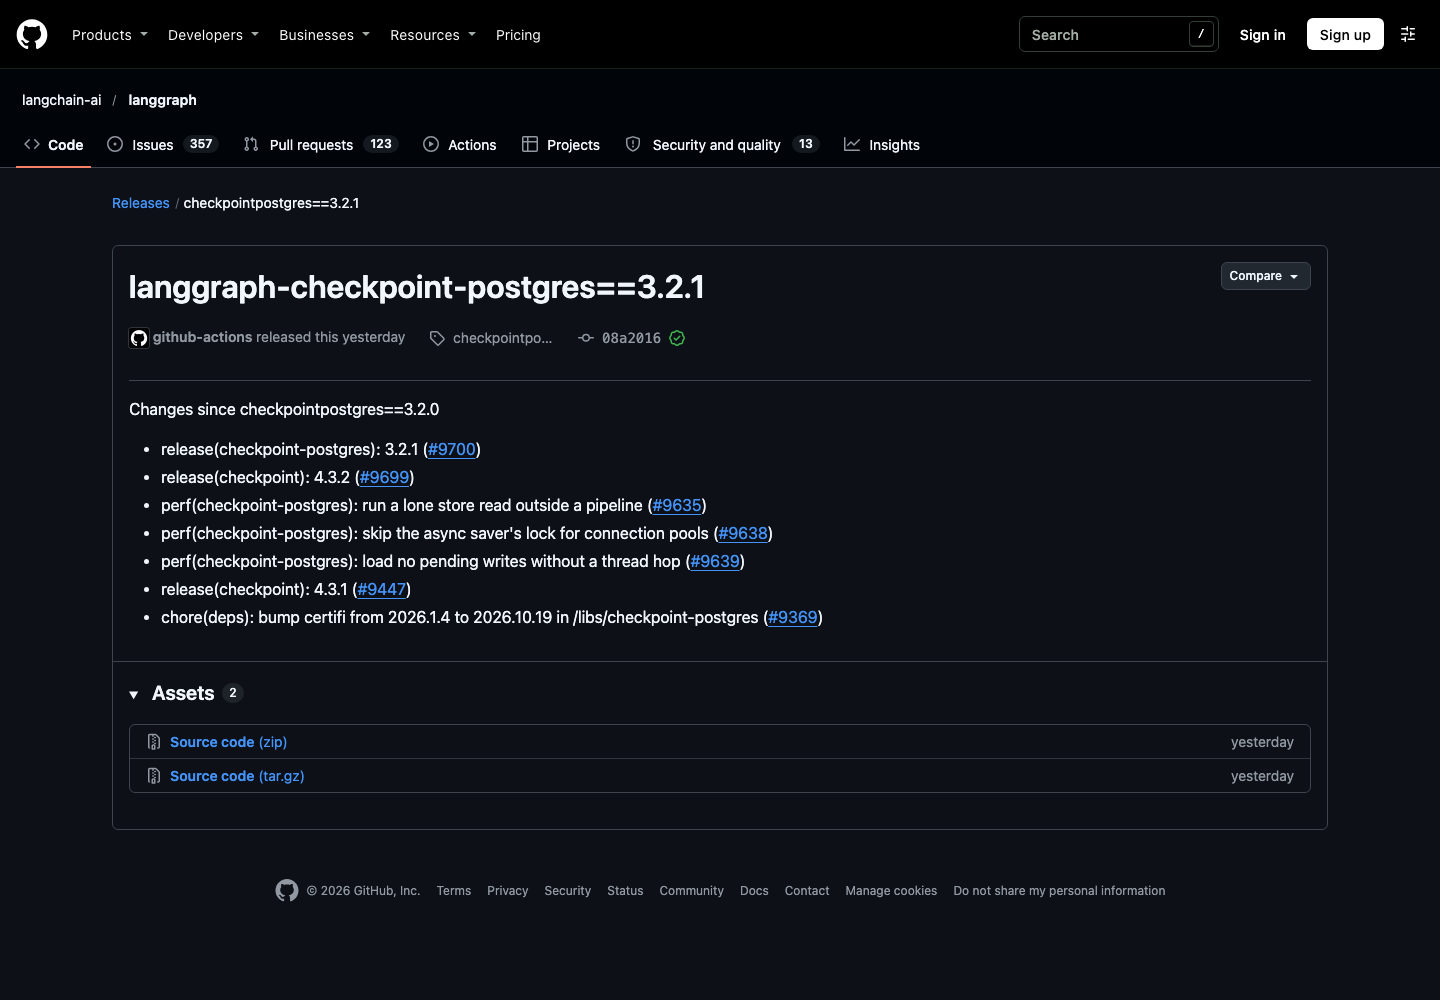 Products Developers Businesses Resources Pricing Search / Sign in Sign up
langchain-ai / langgraph
Code Issues 357 Pull requests 123 Actions Projects Security and quality 13 Insights
Releases / checkpointpostgres==3.2.1
langgraph-checkpoint-postgres==3.2.1 Compare
github-actions released this yesterday checkpointpo... 08a2016
Changes since checkpointpostgres==3.2.0
• release(checkpoint-postgres): 3.2.1 (#9700)
• release(checkpoint): 4.3.2 (#9699)
• perf(checkpoint-postgres): run a lone store read outside a pipeline (#9635)
• perf(checkpoint-postgres): skip the async saver's lock for connection pools (#9638)
• perf(checkpoint-postgres): load no pending writes without a thread hop (#9639)
• release(checkpoint): 4.3.1 (#9447)
• chore(deps): bump certifi from 2026.1.4 to 2026.10.19 in /libs/checkpoint-postgres (#9369)
Assets 2
Source code (zip) yesterday
Source code (tar.gz) yesterday
© 2026 GitHub, Inc. Terms Privacy Security Status Community Docs Contact Manage cookies Do not share my personal information